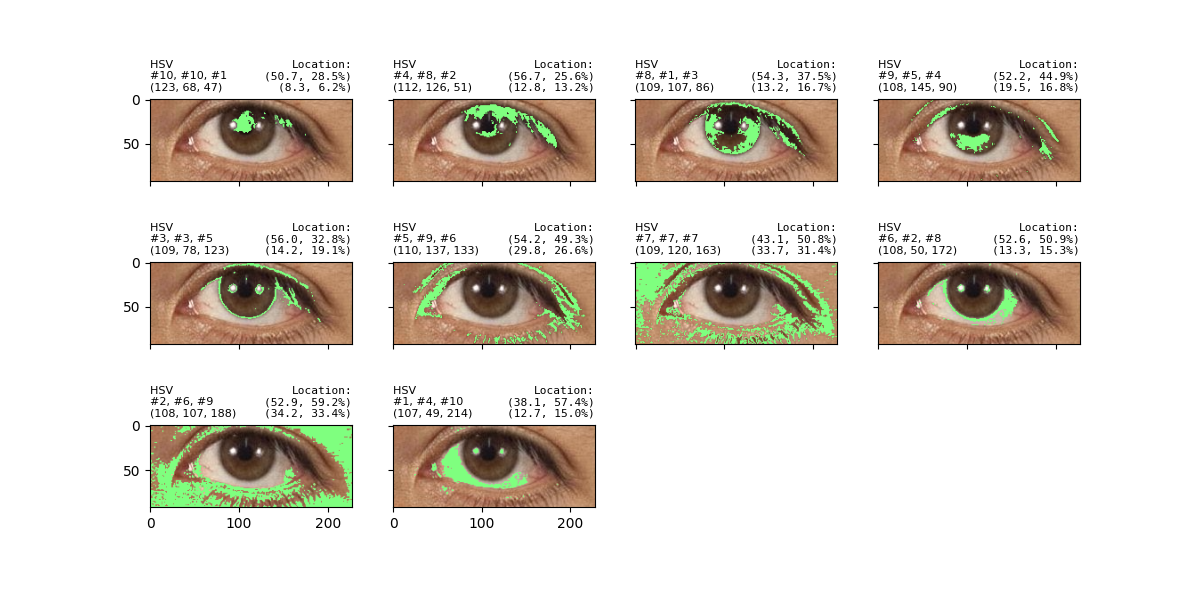 HSV Location:
#10, #10, #1 (50.7, 28.5%)
(123, 68, 47) (8.3, 6.2%)
HSV Location:
#4, #8, #2 (56.7, 25.6%)
(112, 126, 51) (12.8, 13.2%)
HSV Location:
#8, #1, #3 (54.3, 37.5%)
(109, 107, 86) (13.2, 16.7%)
HSV Location:
#9, #5, #4 (52.2, 44.9%)
(108, 145, 90) (19.5, 16.8%)
0
50
HSV Location:
#3, #3, #5 (56.0, 32.8%)
(109, 78, 123) (14.2, 19.1%)
HSV Location:
#5, #9, #6 (54.2, 49.3%)
(110, 137, 133) (29.8, 26.6%)
HSV Location:
#7, #7, #7 (43.1, 50.8%)
(109, 120, 163) (33.7, 31.4%)
HSV Location:
#6, #2, #8 (52.6, 50.9%)
(108, 50, 172) (13.3, 15.3%)
0
50
HSV Location:
#2, #6, #9 (52.9, 59.2%)
(108, 107, 188) (34.2, 33.4%)
HSV Location:
#1, #4, #10 (38.1, 57.4%)
(107, 49, 214) (12.7, 15.0%)
0
50
0 100 200
0 100 200